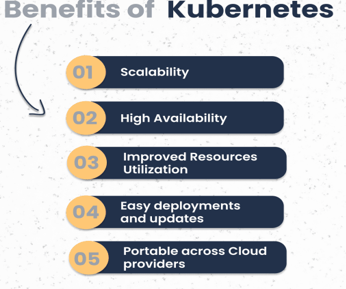 Benefits of Kubernetes
01 Scalability
02 High Availability
03 Improved Resources
Utilization
04 Easy deployments
and updates
05 Portable across Cloud
providers